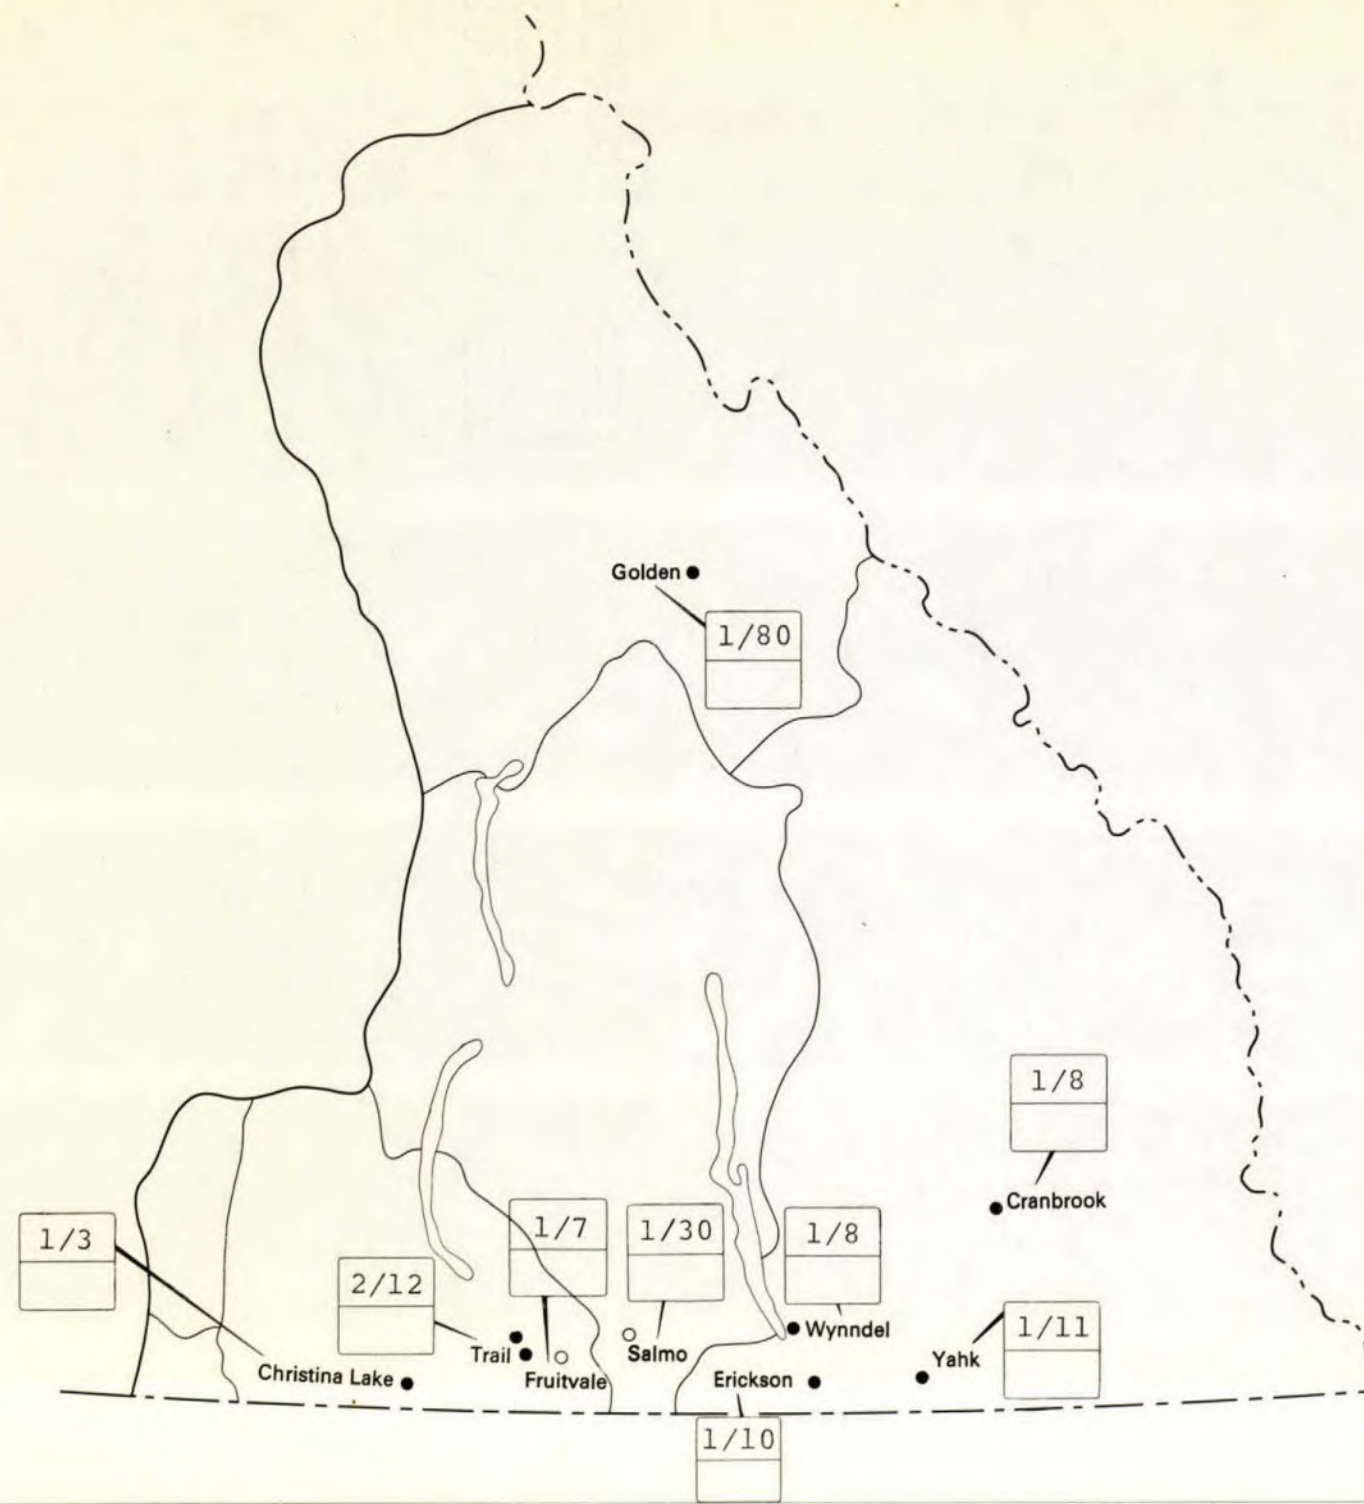 Golden
1/80
1/8
Cranbrook
1/3
2/12
1/7
1/30
1/8
1/11
Wynndel
Trail
Salmo
Yahk
Christina Lake
Fruitvale
Erickson
1/10